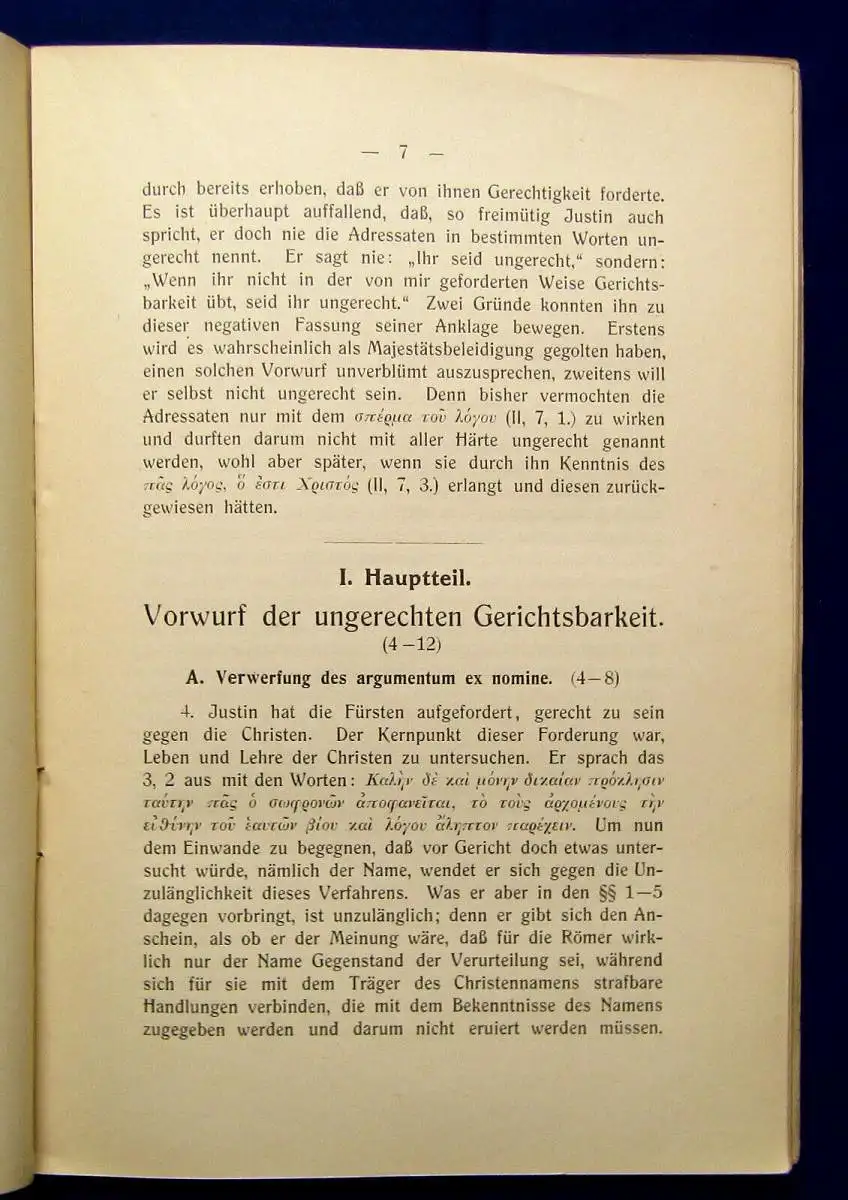 — 7 —
durch bereits erhoben, daß er von ihnen Gerechtigkeit forderte.
Es ist überhaupt auffallend, daß, so freimütig Justin auch
spricht, er doch nie die Adressaten in bestimmten Worten un-
gerecht nennt. Er sagt nie: „Ihr seid ungerecht,“ sondern:
„Wenn ihr nicht in der von mir geforderten Weise Gerichts-
barkeit übt, seid ihr ungerecht.“ Zwei Gründe konnten ihn zu
dieser negativen Fassung seiner Anklage bewegen. Erstens
wird es wahrscheinlich als Majestätsbeleidigung gegolten haben,
einen solchen Vorwurf unverblümt auszusprechen, zweitens will
er selbst nicht ungerecht sein. Denn bisher vermochten die
Adressaten nur mit dem σπέρμα τοῦ λόγου (II, 7, 1.) zu wirken
und durften darum nicht mit aller Härte ungerecht genannt
werden, wohl aber später, wenn sie durch ihn Kenntnis des
πᾶς λόγος, ὅ ἐστι Χριστός (II, 7, 3.) erlangt und diesen zurück-
gewiesen hätten.
I. Hauptteil.
Vorwurf der ungerechten Gerichtsbarkeit.
(4—12)
A. Verwerfung des argumentum ex nomine. (4—8)
4. Justin hat die Fürsten aufgefordert, gerecht zu sein
gegen die Christen. Der Kernpunkt dieser Forderung war,
Leben und Lehre der Christen zu untersuchen. Er sprach das
3, 2 aus mit den Worten: Καλὴν δὲ καὶ μόνην δικαίαν πρόκλησιν
ταύτην πᾶς ὁ σωφρονῶν ἀποφανεῖται, τὸ τοὺς ἀρχομένους τὴν
εὐθύνην τοῦ ἑαυτῶν βίου καὶ λόγου ἄληπτον παρέχειν. Um nun
dem Einwande zu begegnen, daß vor Gericht doch etwas unter-
sucht würde, nämlich der Name, wendet er sich gegen die Un-
zulänglichkeit dieses Verfahrens. Was er aber in den §§ 1—5
dagegen vorbringt, ist unzulänglich; denn er gibt sich den An-
schein, als ob er der Meinung wäre, daß für die Römer wirk-
lich nur der Name Gegenstand der Verurteilung sei, während
sich für sie mit dem Träger des Christennamens strafbare
Handlungen verbinden, die mit dem Bekenntnisse des Namens
zugegeben werden und darum nicht eruiert werden müssen.